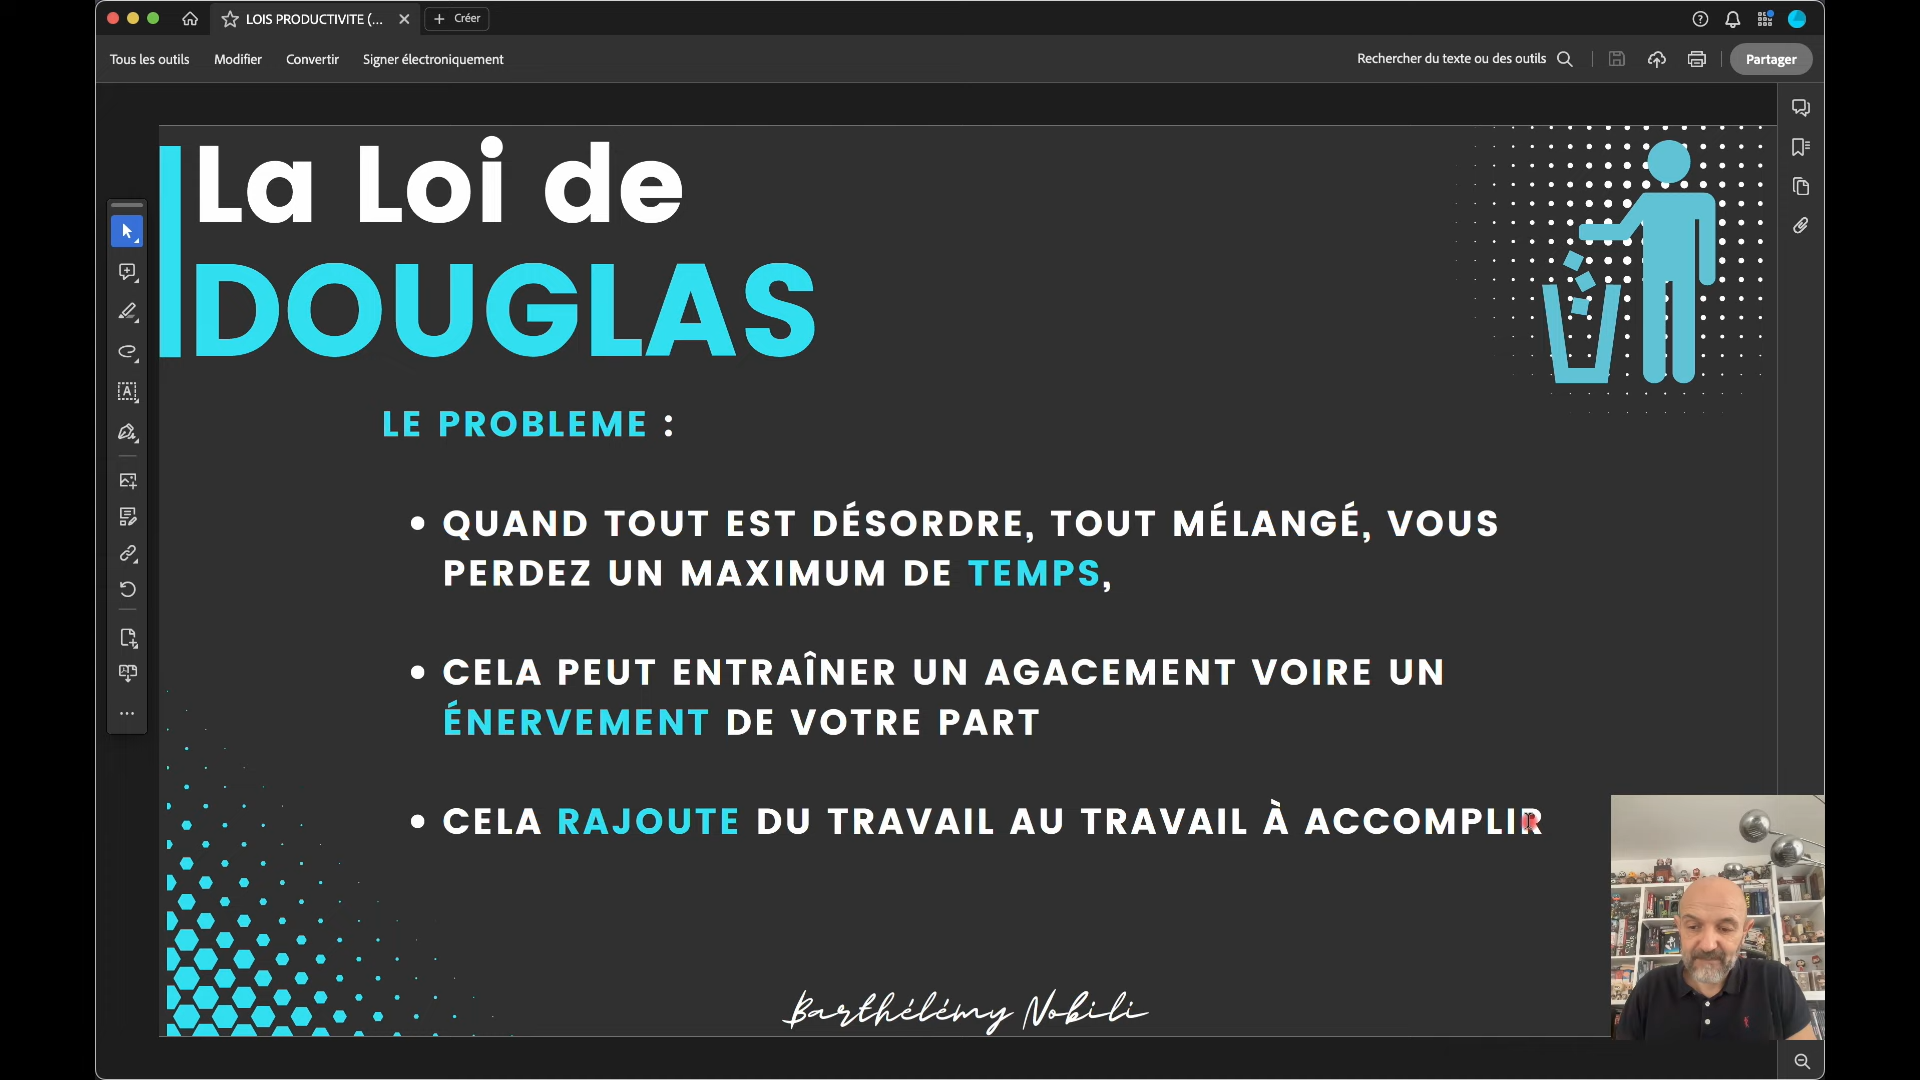 LOIS PRODUCTIVITE (...
Créer
Tous les outils
Modifier
Convertir
Signer électroniquement
Rechercher du texte ou des outils
Partager
La Loi de
DOUGLAS
LE PROBLEME :
• QUAND TOUT EST DÉSORDRE, TOUT MÉLANGÉ, VOUS
PERDEZ UN MAXIMUM DE TEMPS,
• CELA PEUT ENTRAÎNER UN AGACEMENT VOIRE UN
ÉNERVEMENT DE VOTRE PART
• CELA RAJOUTE DU TRAVAIL AU TRAVAIL À ACCOMPLIR
Barthélémy Nobili